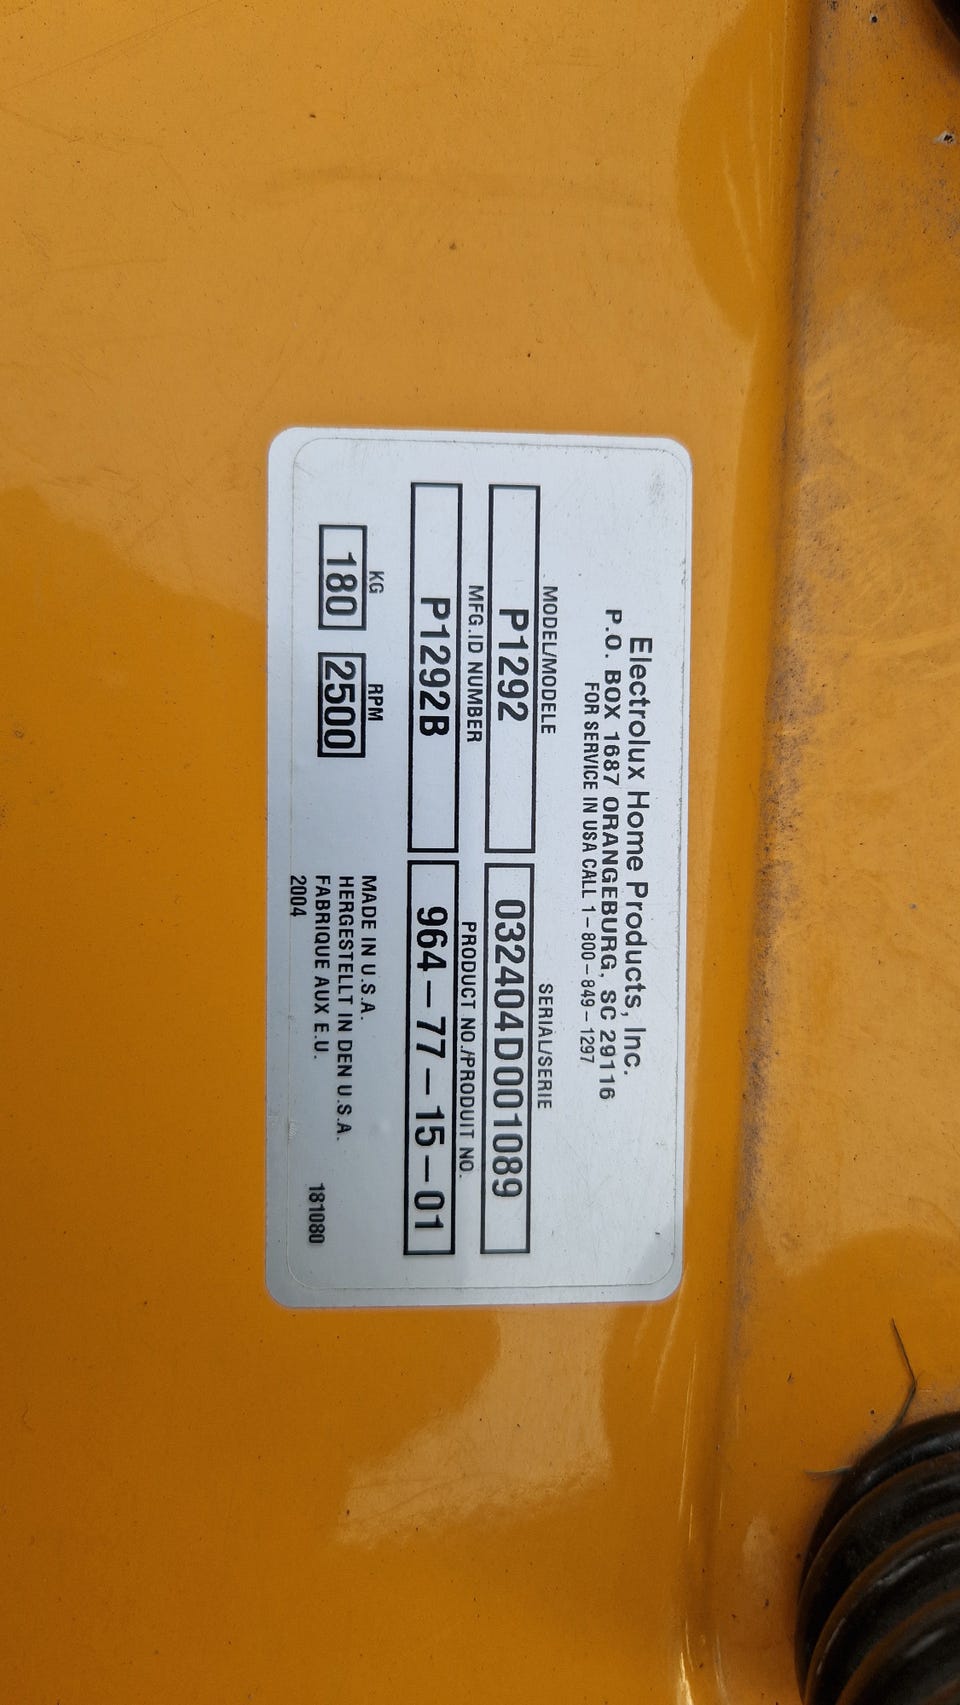 Electrolux Home Products, Inc.
P.O. BOX 1687 ORANGEBURG, SC 29116
FOR SERVICE IN USA CALL 1-800-849-1297
MODEL/MODELE SERIAL/SERIE
P1292 032404D001089
MFG.ID NUMBER PRODUCT NO./PRODUIT NO.
P1292B 964-77-15-01
KG RPM
180 2500
MADE IN U.S.A.
HERGESTELLT IN DEN U.S.A.
FABRIQUE AUX E.U.
2004
181080